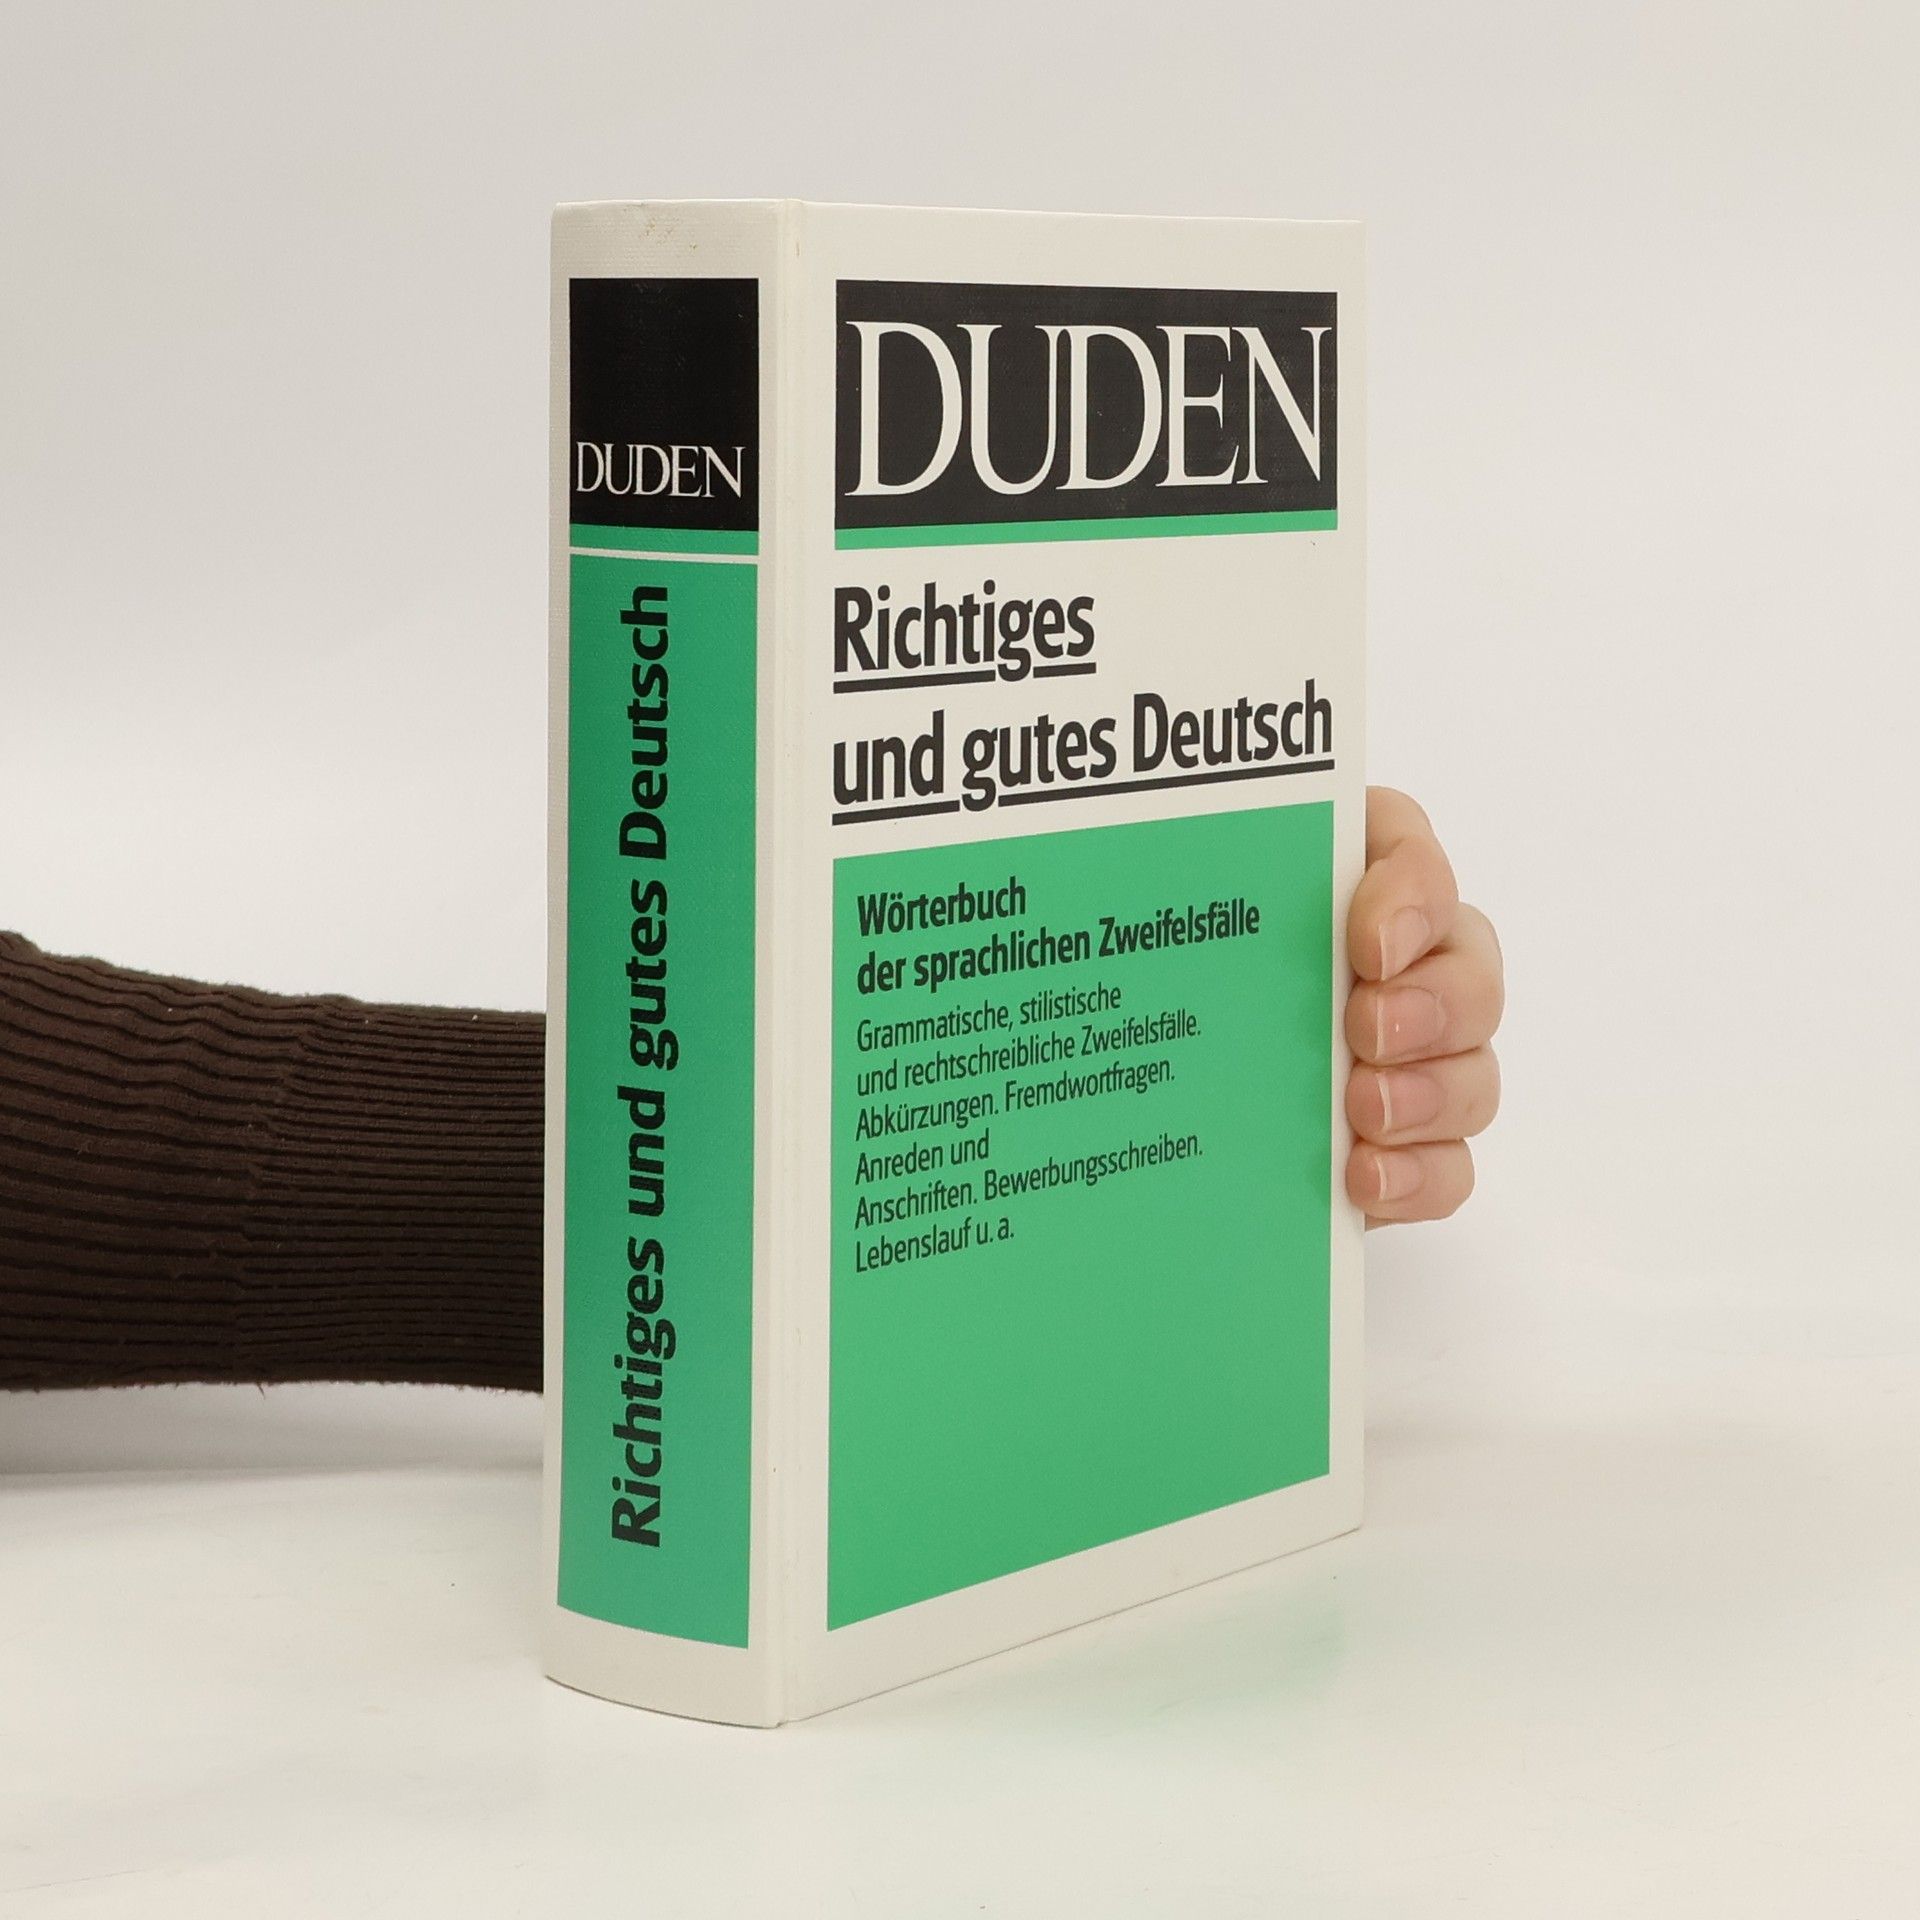 DUDEN
Richtiges und gutes Deutsch
DUDEN
Richtiges
und gutes Deutsch
Wörterbuch
der sprachlichen Zweifelsfälle
Grammatische, stilistische
und rechtschreibliche Zweifelsfälle.
Abkürzungen. Fremdwortfragen.
Anreden und
Anschriften. Bewerbungsschreiben.
Lebenslauf u. a.